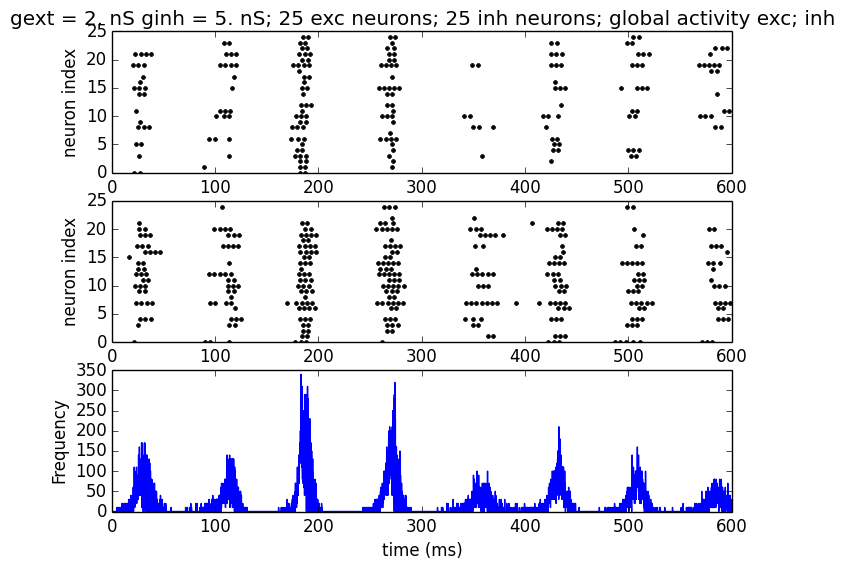 gext = 2. nS ginh = 5. nS; 25 exc neurons; 25 inh neurons; global activity exc; inh
25
20
15
10
5
0
neuron index
0 100 200 300 400 500 600
25
20
15
10
5
0
neuron index
0 100 200 300 400 500 600
350
300
250
200
150
100
50
0
Frequency
0 100 200 300 400 500 600
time (ms)